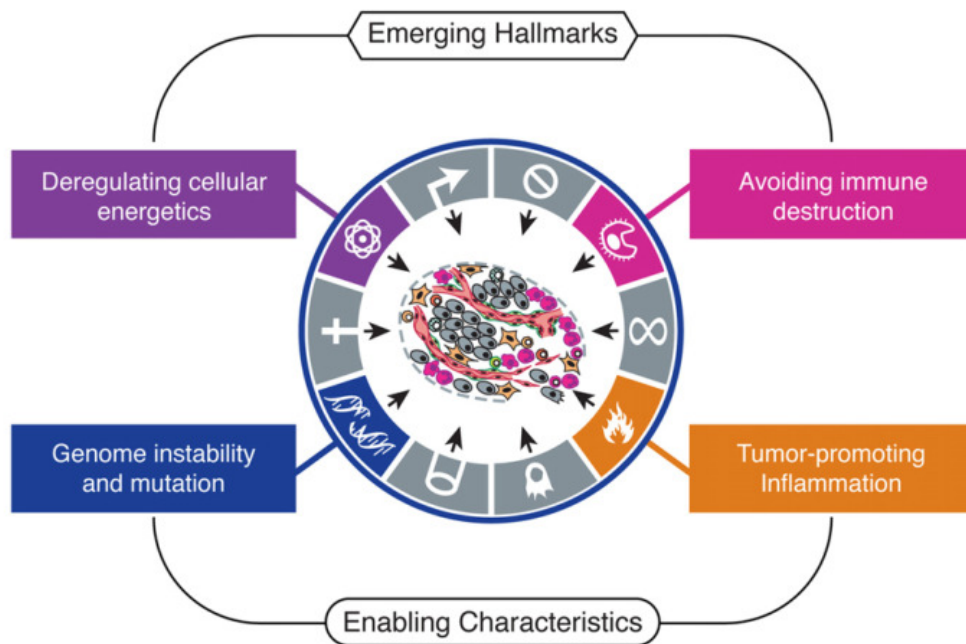 Emerging Hallmarks
Deregulating cellular
energetics
Avoiding immune
destruction
Genome instability
and mutation
Tumor-promoting
Inflammation
Enabling Characteristics